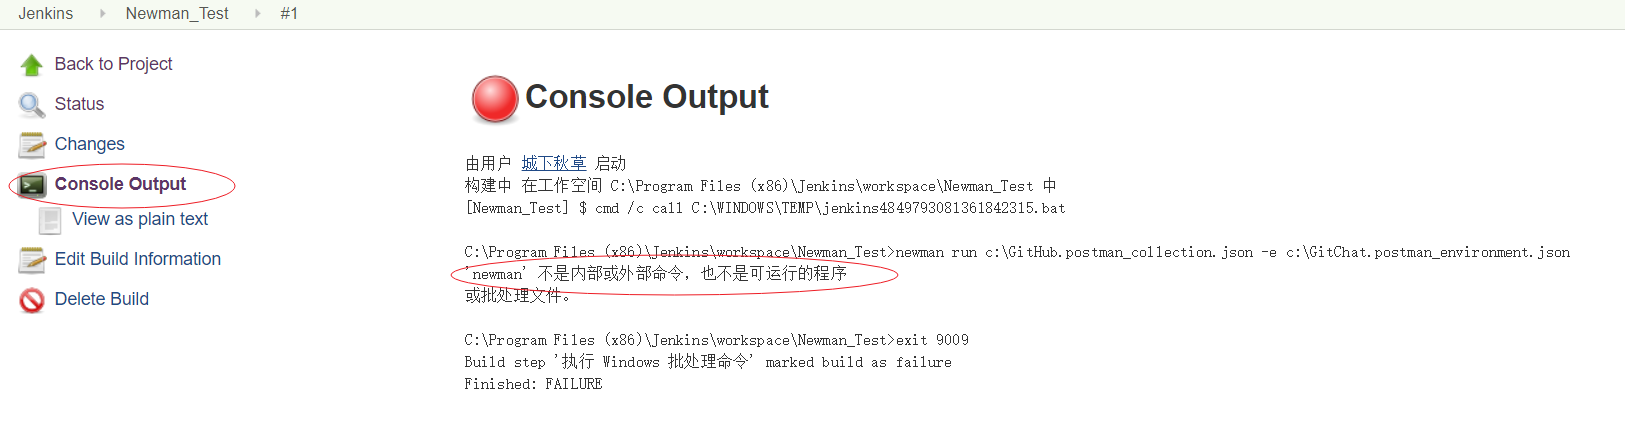 Jenkins Newman_Test #1
Back to Project
Status
Changes
Console Output
View as plain text
Edit Build Information
Delete Build
Console Output
由用户 城下秋草 启动
构建中 在工作空间 C:\Program Files (x86)\Jenkins\workspace\Newman_Test 中
[Newman_Test] $ cmd /c call C:\WINDOWS\TEMP\jenkins4849793081361842315.bat
C:\Program Files (x86)\Jenkins\workspace\Newman_Test>newman run c:\GitHub.postman_collection.json -e c:\GitChat.postman_environment.json
'newman' 不是内部或外部命令，也不是可运行的程序
或批处理文件。
C:\Program Files (x86)\Jenkins\workspace\Newman_Test>exit 9009
Build step '执行 Windows 批处理命令' marked build as failure
Finished: FAILURE